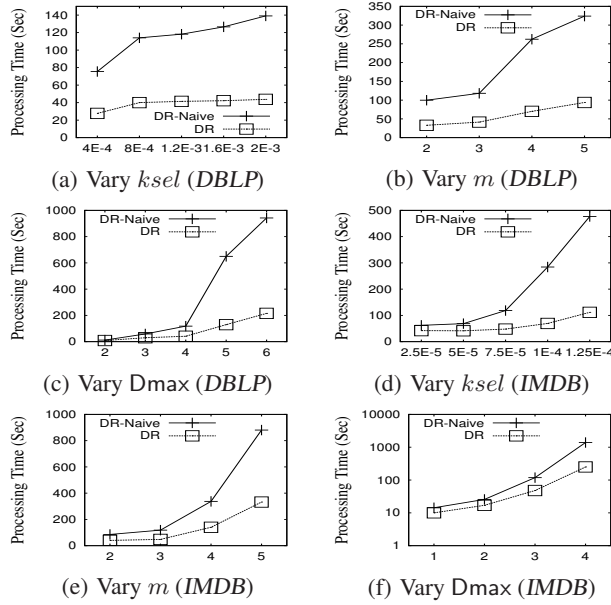 Processing Time (Sec)
140
120
100
80
60
40
20
0
DR-Naive
DR
4E-4 8E-4 1.2E-3 1.6E-3 2E-3
(a) Vary ksel (DBLP)
Processing Time (Sec)
350
300
250
200
150
100
50
0
DR-Naive
DR
2 3 4 5
(b) Vary m (DBLP)
Processing Time (Sec)
1000
800
600
400
200
0
DR-Naive
DR
2 3 4 5 6
(c) Vary Dmax (DBLP)
Processing Time (Sec)
500
400
300
200
100
0
DR-Naive
DR
2.5E-5 5E-5 7.5E-5 1E-4 1.25E-4
(d) Vary ksel (IMDB)
Processing Time (Sec)
1000
800
600
400
200
0
DR-Naive
DR
2 3 4 5
(e) Vary m (IMDB)
Processing Time (Sec)
10000
1000
100
10
1
DR-Naive
DR
1 2 3 4
(f) Vary Dmax (IMDB)